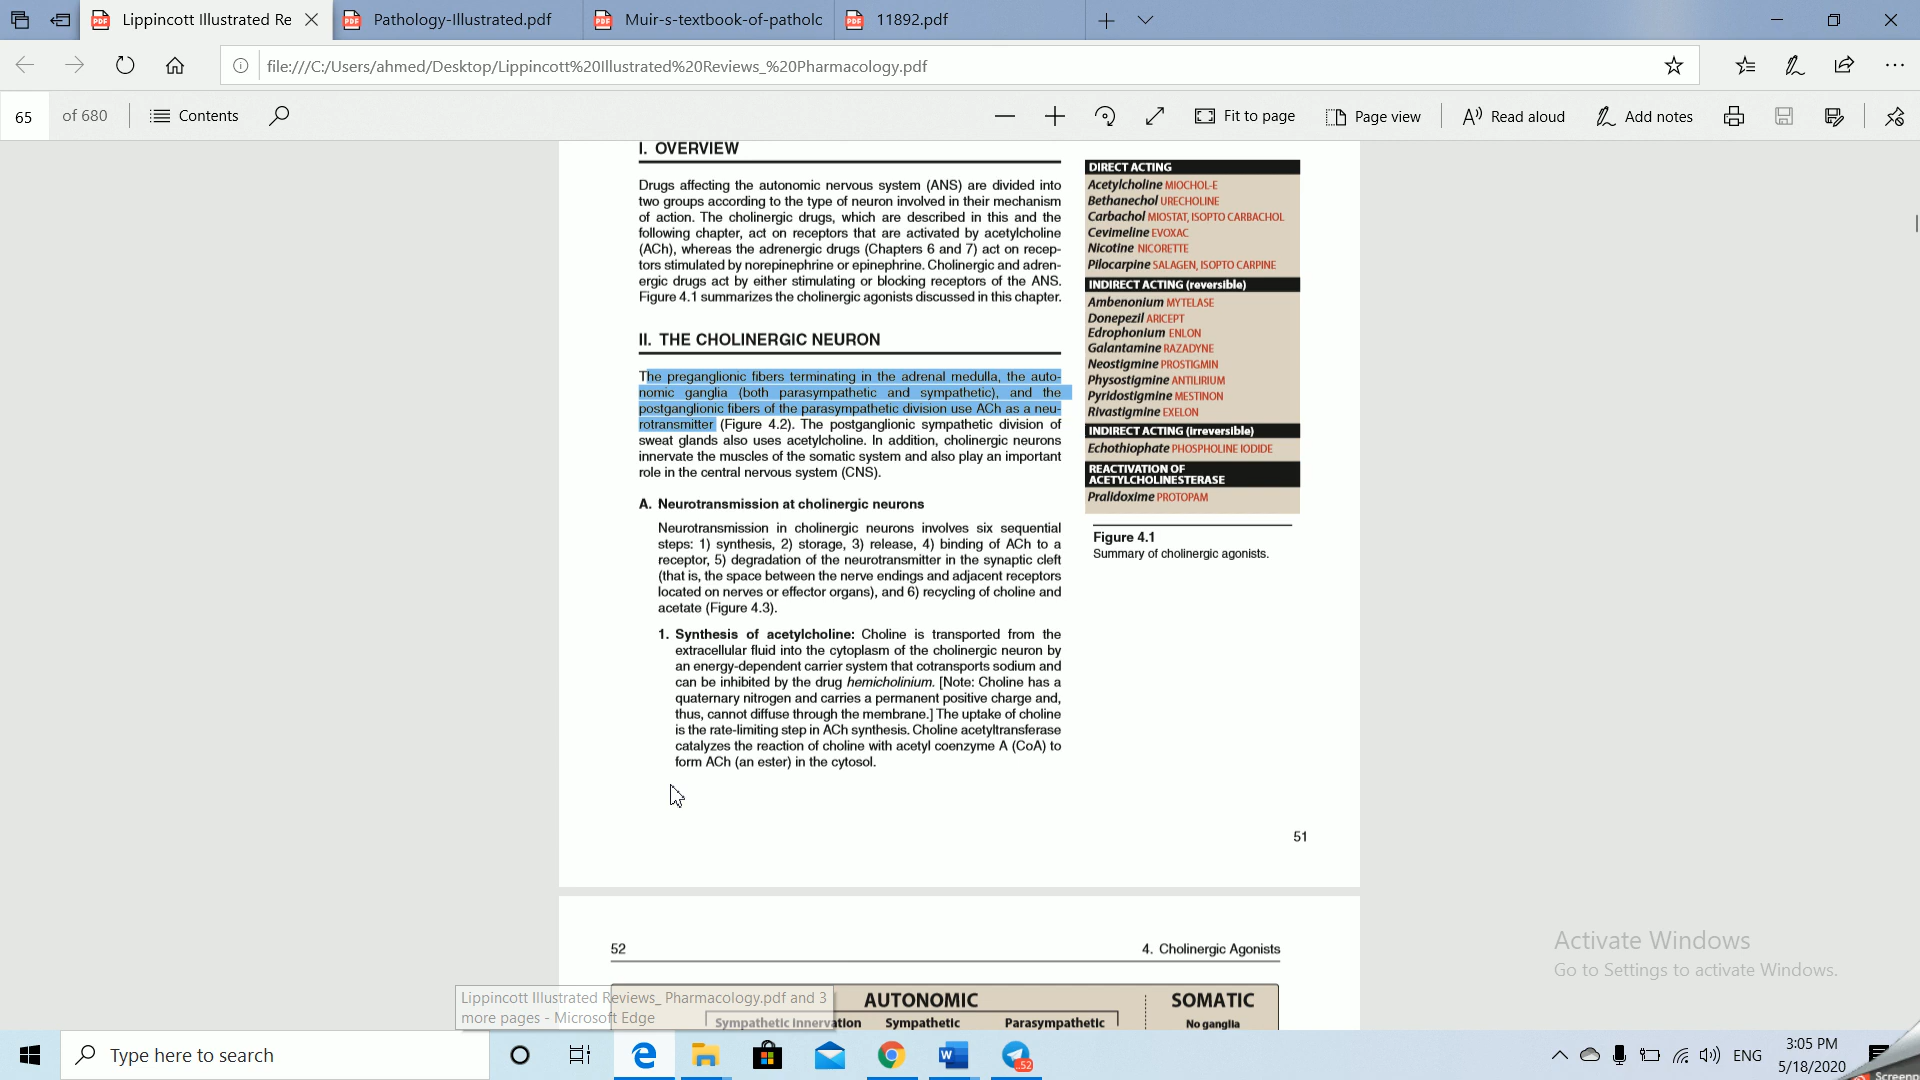 Lippincott Illustrated Re
Pathology-Illustrated.pdf
Muir-s-textbook-of-patholc
11892.pdf
file:///C:/Users/ahmed/Desktop/Lippincott%20Illustrated%20Reviews_%20Pharmacology.pdf
65 of 680
Contents
Fit to page
Page view
Read aloud
Add notes
I. OVERVIEW
Drugs affecting the autonomic nervous system (ANS) are divided into
two groups according to the type of neuron involved in their mechanism
of action. The cholinergic drugs, which are described in this and the
following chapter, act on receptors that are activated by acetylcholine
(ACh), whereas the adrenergic drugs (Chapters 6 and 7) act on recep-
tors stimulated by norepinephrine or epinephrine. Cholinergic and adren-
ergic drugs act by either stimulating or blocking receptors of the ANS.
Figure 4.1 summarizes the cholinergic agonists discussed in this chapter.
II. THE CHOLINERGIC NEURON
The preganglionic fibers terminating in the adrenal medulla, the auto-
nomic ganglia (both parasympathetic and sympathetic), and the
postganglionic fibers of the parasympathetic division use ACh as a neu-
rotransmitter (Figure 4.2). The postganglionic sympathetic division of
sweat glands also uses acetylcholine. In addition, cholinergic neurons
innervate the muscles of the somatic system and also play an important
role in the central nervous system (CNS).
A. Neurotransmission at cholinergic neurons
Neurotransmission in cholinergic neurons involves six sequential
steps: 1) synthesis, 2) storage, 3) release, 4) binding of ACh to a
receptor, 5) degradation of the neurotransmitter in the synaptic cleft
(that is, the space between the nerve endings and adjacent receptors
located on nerves or effector organs), and 6) recycling of choline and
acetate (Figure 4.3).
1. Synthesis of acetylcholine: Choline is transported from the
extracellular fluid into the cytoplasm of the cholinergic neuron by
an energy-dependent carrier system that cotransports sodium and
can be inhibited by the drug hemicholinium. [Note: Choline has a
quaternary nitrogen and carries a permanent positive charge and,
thus, cannot diffuse through the membrane.] The uptake of choline
is the rate-limiting step in ACh synthesis. Choline acetyltransferase
catalyzes the reaction of choline with acetyl coenzyme A (CoA) to
form ACh (an ester) in the cytosol.
DIRECT ACTING
Acetylcholine MIOCHOL-E
Bethanechol URECHOLINE
Carbachol MIOSTAT, ISOPTO CARBACHOL
Cevimeline EVOXAC
Nicotine NICORETTE
Pilocarpine SALAGEN, ISOPTO CARPINE
INDIRECT ACTING (reversible)
Ambenonium MYTELASE
Donepezil ARICEPT
Edrophonium ENLON
Galantamine RAZADYNE
Neostigmine PROSTIGMIN
Physostigmine ANTILIRIUM
Pyridostigmine MESTINON
Rivastigmine EXELON
INDIRECT ACTING (irreversible)
Echothiophate PHOSPHOLINE IODIDE
REACTIVATION OF
ACETYLCHOLINESTERASE
Pralidoxime PROTOPAM
Figure 4.1
Summary of cholinergic agonists.
51
52
4. Cholinergic Agonists
AUTONOMIC
SOMATIC
Sympathetic innervation
Sympathetic
Parasympathetic
No ganglia
Lippincott Illustrated Reviews_ Pharmacology.pdf and 3
more pages - Microsoft Edge
Activate Windows
Go to Settings to activate Windows.
Type here to search
52
ENG
3:05 PM
5/18/2020